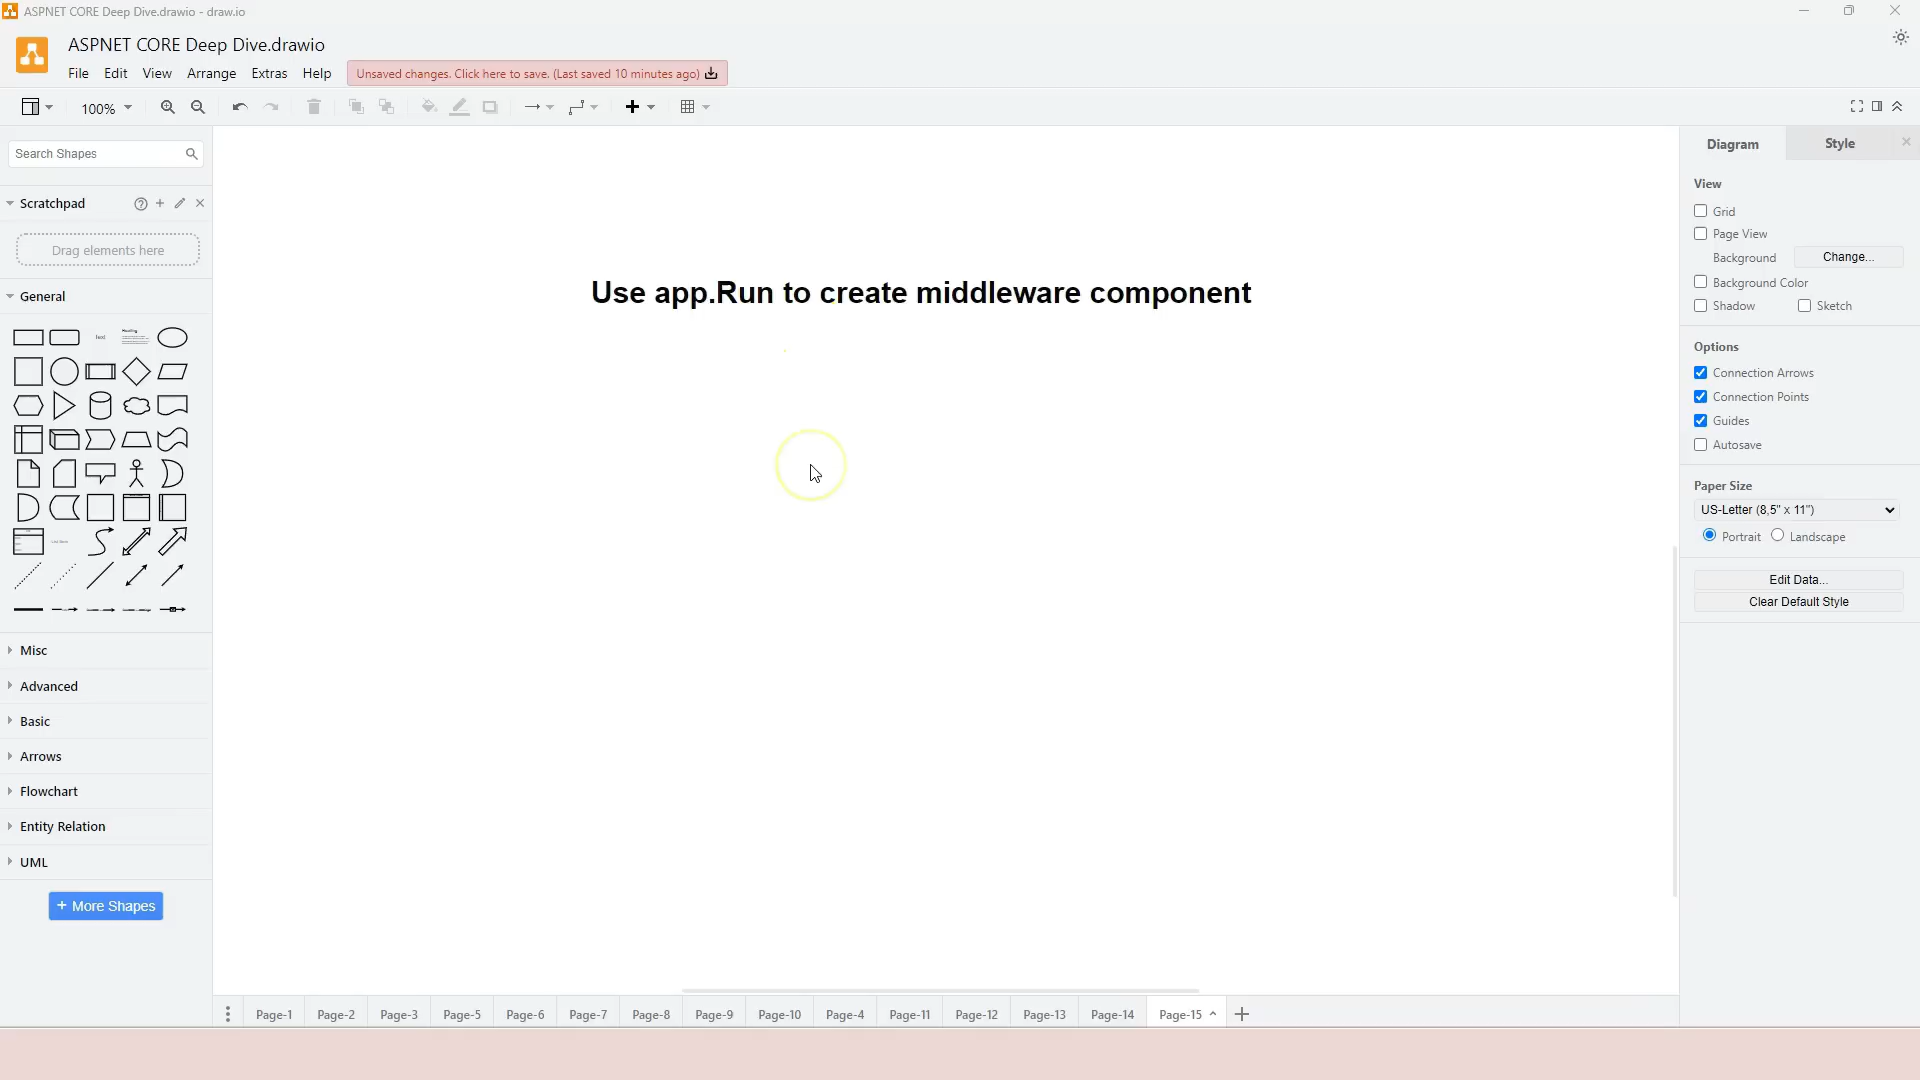 ASPNET CORE Deep Dive.drawio - draw.io
ASPNET CORE Deep Dive.drawio
File Edit View Arrange Extras Help Unsaved changes. Click here to save. (Last saved 10 minutes ago)
100%
Search Shapes
Scratchpad
Drag elements here
General
Text
Heading
Misc
Advanced
Basic
Arrows
Flowchart
Entity Relation
UML
+ More Shapes
Use app.Run to create middleware component
Diagram Style
View
Grid
Page View
Background Change...
Background Color
Shadow Sketch
Options
Connection Arrows
Connection Points
Guides
Autosave
Paper Size
US-Letter (8,5" x 11")
Portrait Landscape
Edit Data...
Clear Default Style
Page-1 Page-2 Page-3 Page-5 Page-6 Page-7 Page-8 Page-9 Page-10 Page-4 Page-11 Page-12 Page-13 Page-14 Page-15